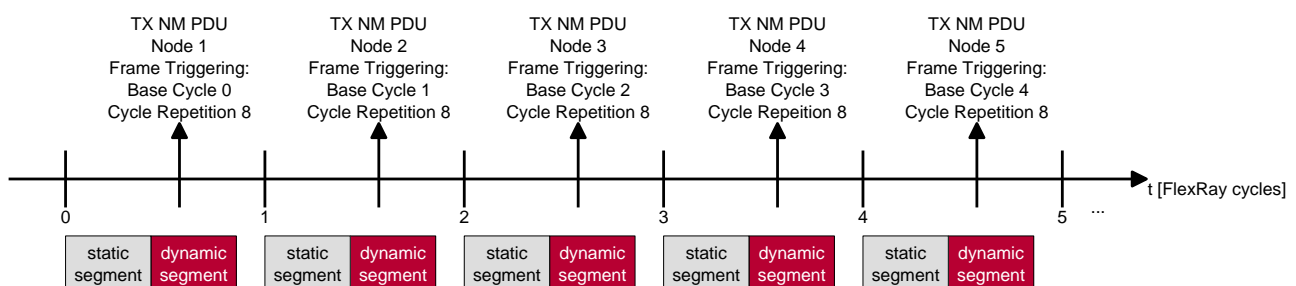 TX NM PDU
Node 1
Frame Triggering:
Base Cycle 0
Cycle Repetition 8
TX NM PDU
Node 2
Frame Triggering:
Base Cycle 1
Cycle Repetition 8
TX NM PDU
Node 3
Frame Triggering:
Base Cycle 2
Cycle Repetition 8
TX NM PDU
Node 4
Frame Triggering:
Base Cycle 3
Cycle Repetition 8
TX NM PDU
Node 5
Frame Triggering:
Base Cycle 4
Cycle Repetition 8
t [FlexRay cycles]
0
1
2
3
4
5
...
static
segment
dynamic
segment
static
segment
dynamic
segment
static
segment
dynamic
segment
static
segment
dynamic
segment
static
segment
dynamic
segment